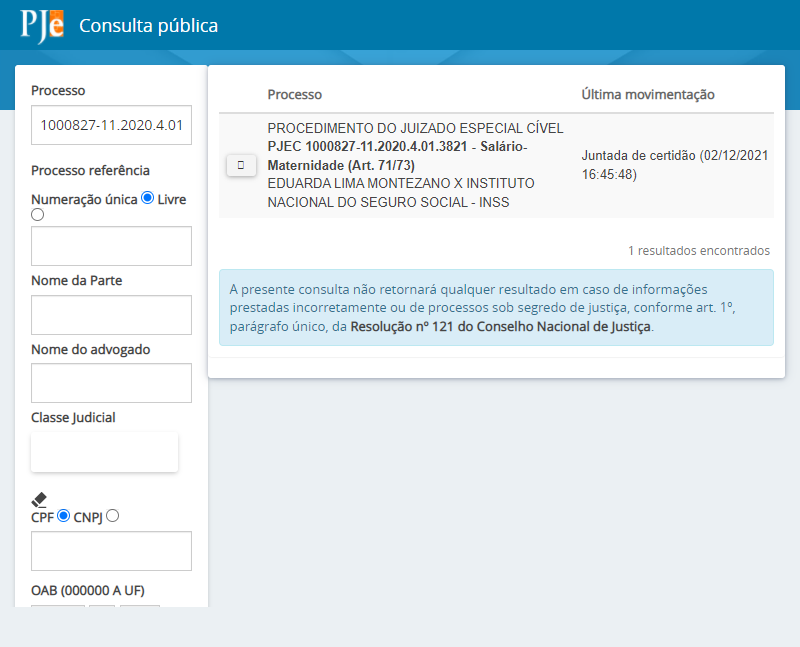 PJe Consulta pública
Processo
1000827-11.2020.4.01
Processo referência
Numeração única Livre
Nome da Parte
Nome do advogado
Classe Judicial
CPF CNPJ
OAB (000000 A UF)
Processo Última movimentação
PROCEDIMENTO DO JUIZADO ESPECIAL CÍVEL
PJEC 1000827-11.2020.4.01.3821 - Salário-
Maternidade (Art. 71/73)
EDUARDA LIMA MONTEZANO X INSTITUTO
NACIONAL DO SEGURO SOCIAL - INSS
Juntada de certidão (02/12/2021
16:45:48)
1 resultados encontrados
A presente consulta não retornará qualquer resultado em caso de informações
prestadas incorretamente ou de processos sob segredo de justiça, conforme art. 1º,
parágrafo único, da Resolução nº 121 do Conselho Nacional de Justiça.